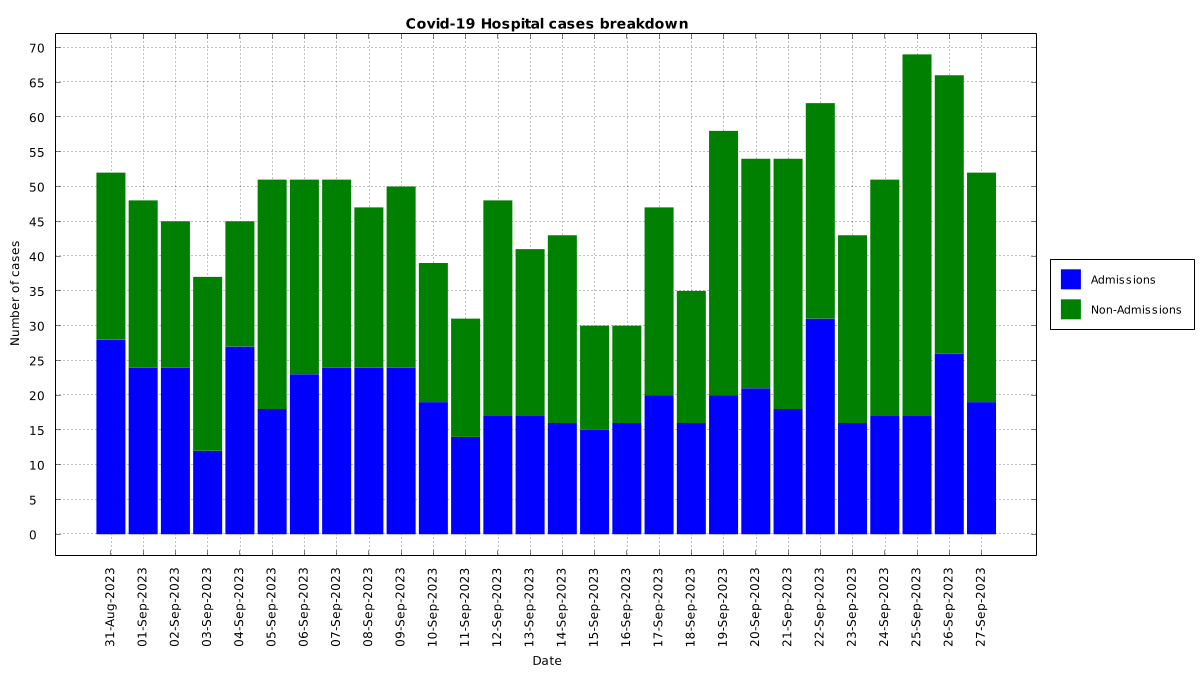 Covid-19 Hospital cases breakdown
70
65
60
55
50
45
40
35
30
25
20
15
10
5
0
Number of cases
31-Aug-2023
01-Sep-2023
02-Sep-2023
03-Sep-2023
04-Sep-2023
05-Sep-2023
06-Sep-2023
07-Sep-2023
08-Sep-2023
09-Sep-2023
10-Sep-2023
11-Sep-2023
12-Sep-2023
13-Sep-2023
14-Sep-2023
15-Sep-2023
16-Sep-2023
17-Sep-2023
18-Sep-2023
19-Sep-2023
20-Sep-2023
21-Sep-2023
22-Sep-2023
23-Sep-2023
24-Sep-2023
25-Sep-2023
26-Sep-2023
27-Sep-2023
Date
Admissions
Non-Admissions